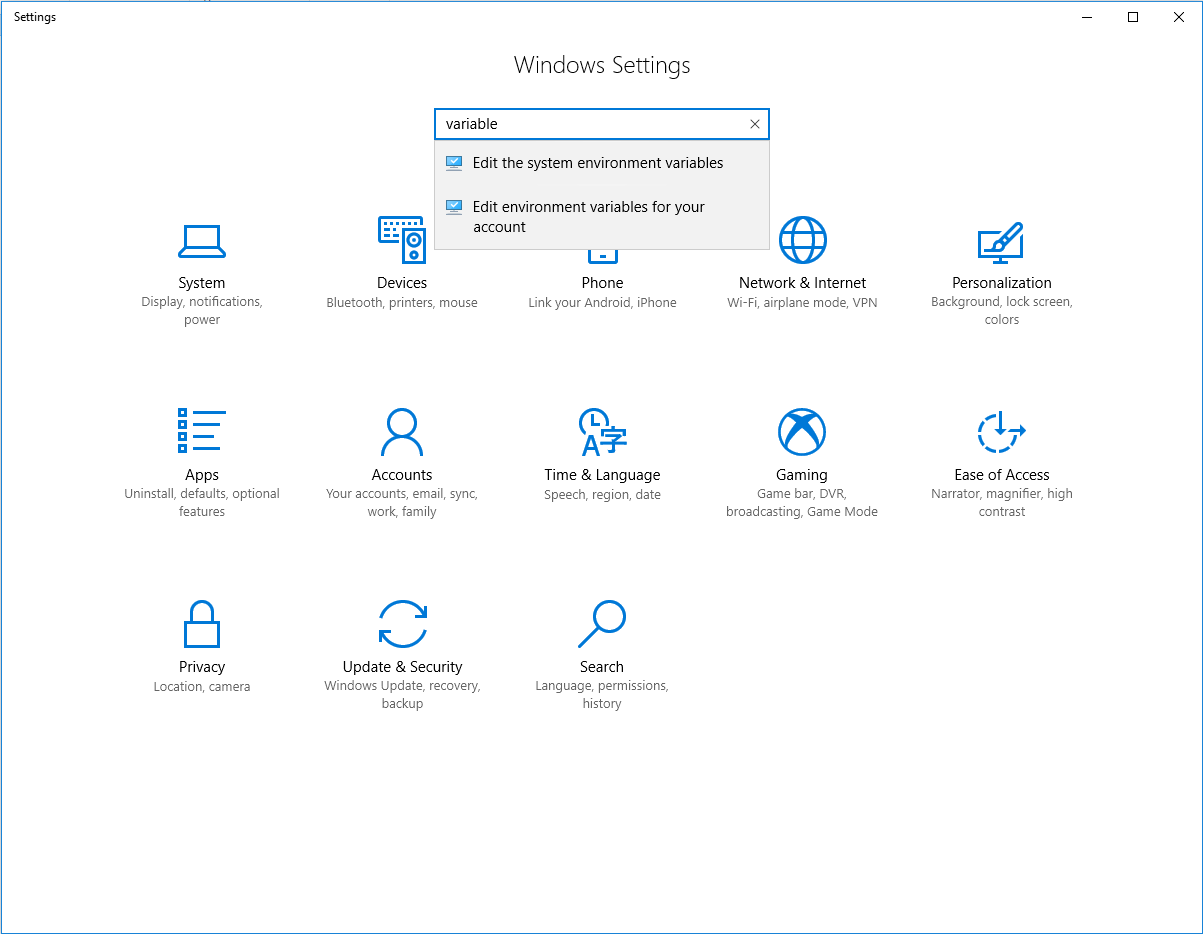 Settings
Windows Settings
variable
Edit the system environment variables
Edit environment variables for your
account
System
Display, notifications,
power
Devices
Bluetooth, printers, mouse
Phone
Link your Android, iPhone
Network & Internet
Wi-Fi, airplane mode, VPN
Personalization
Background, lock screen,
colors
Apps
Uninstall, defaults, optional
features
Accounts
Your accounts, email, sync,
work, family
Time & Language
Speech, region, date
Gaming
Game bar, DVR,
broadcasting, Game Mode
Ease of Access
Narrator, magnifier, high
contrast
Privacy
Location, camera
Update & Security
Windows Update, recovery,
backup
Search
Language, permissions,
history